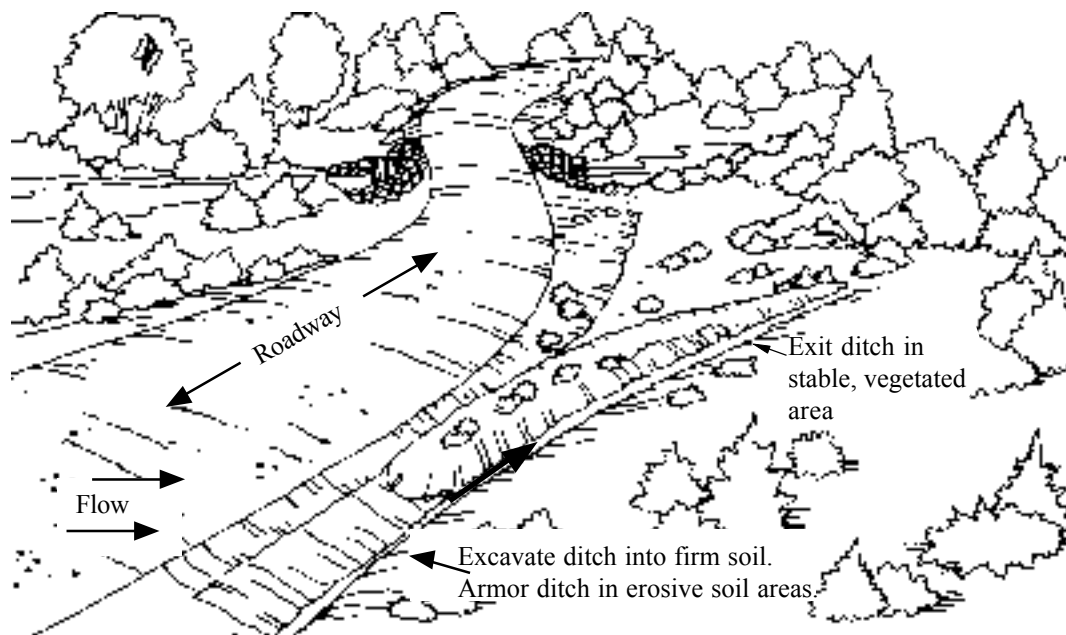 Roadway
Exit ditch in
stable, vegetated
area
Flow
Excavate ditch into firm soil.
Armor ditch in erosive soil areas.